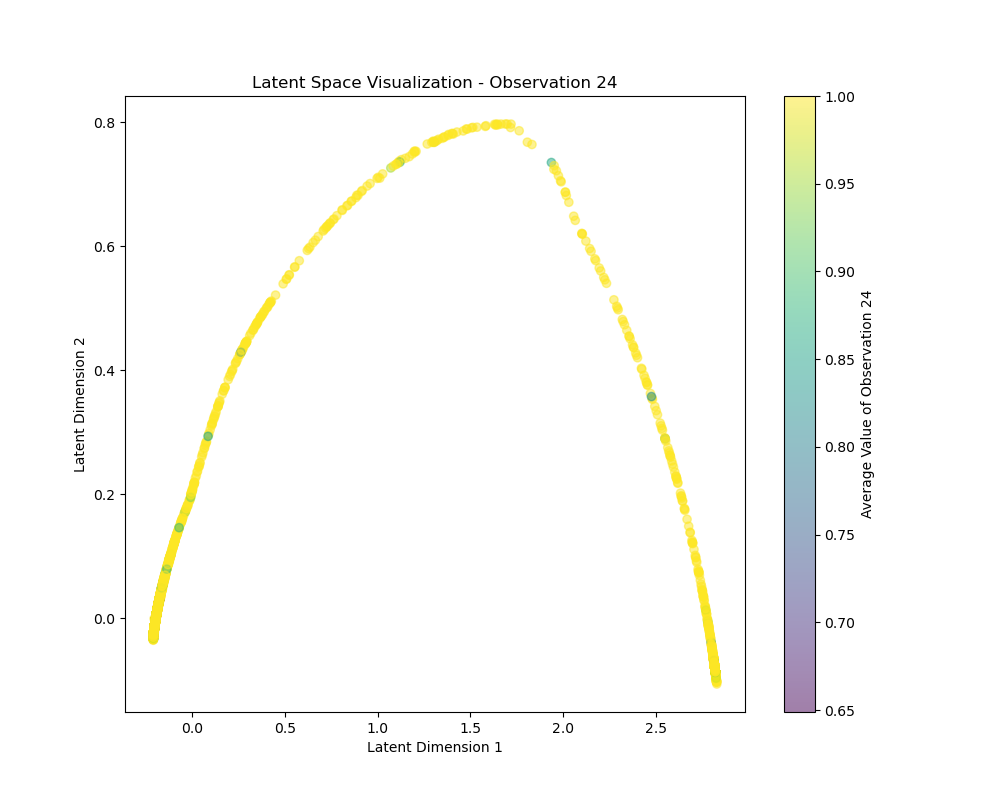 Latent Space Visualization - Observation 24
0.8
0.6
0.4
0.2
0.0
Latent Dimension 2
0.0 0.5 1.0 1.5 2.0 2.5
Latent Dimension 1
1.00
0.95
0.90
0.85
0.80
0.75
0.70
0.65
Average Value of Observation 24